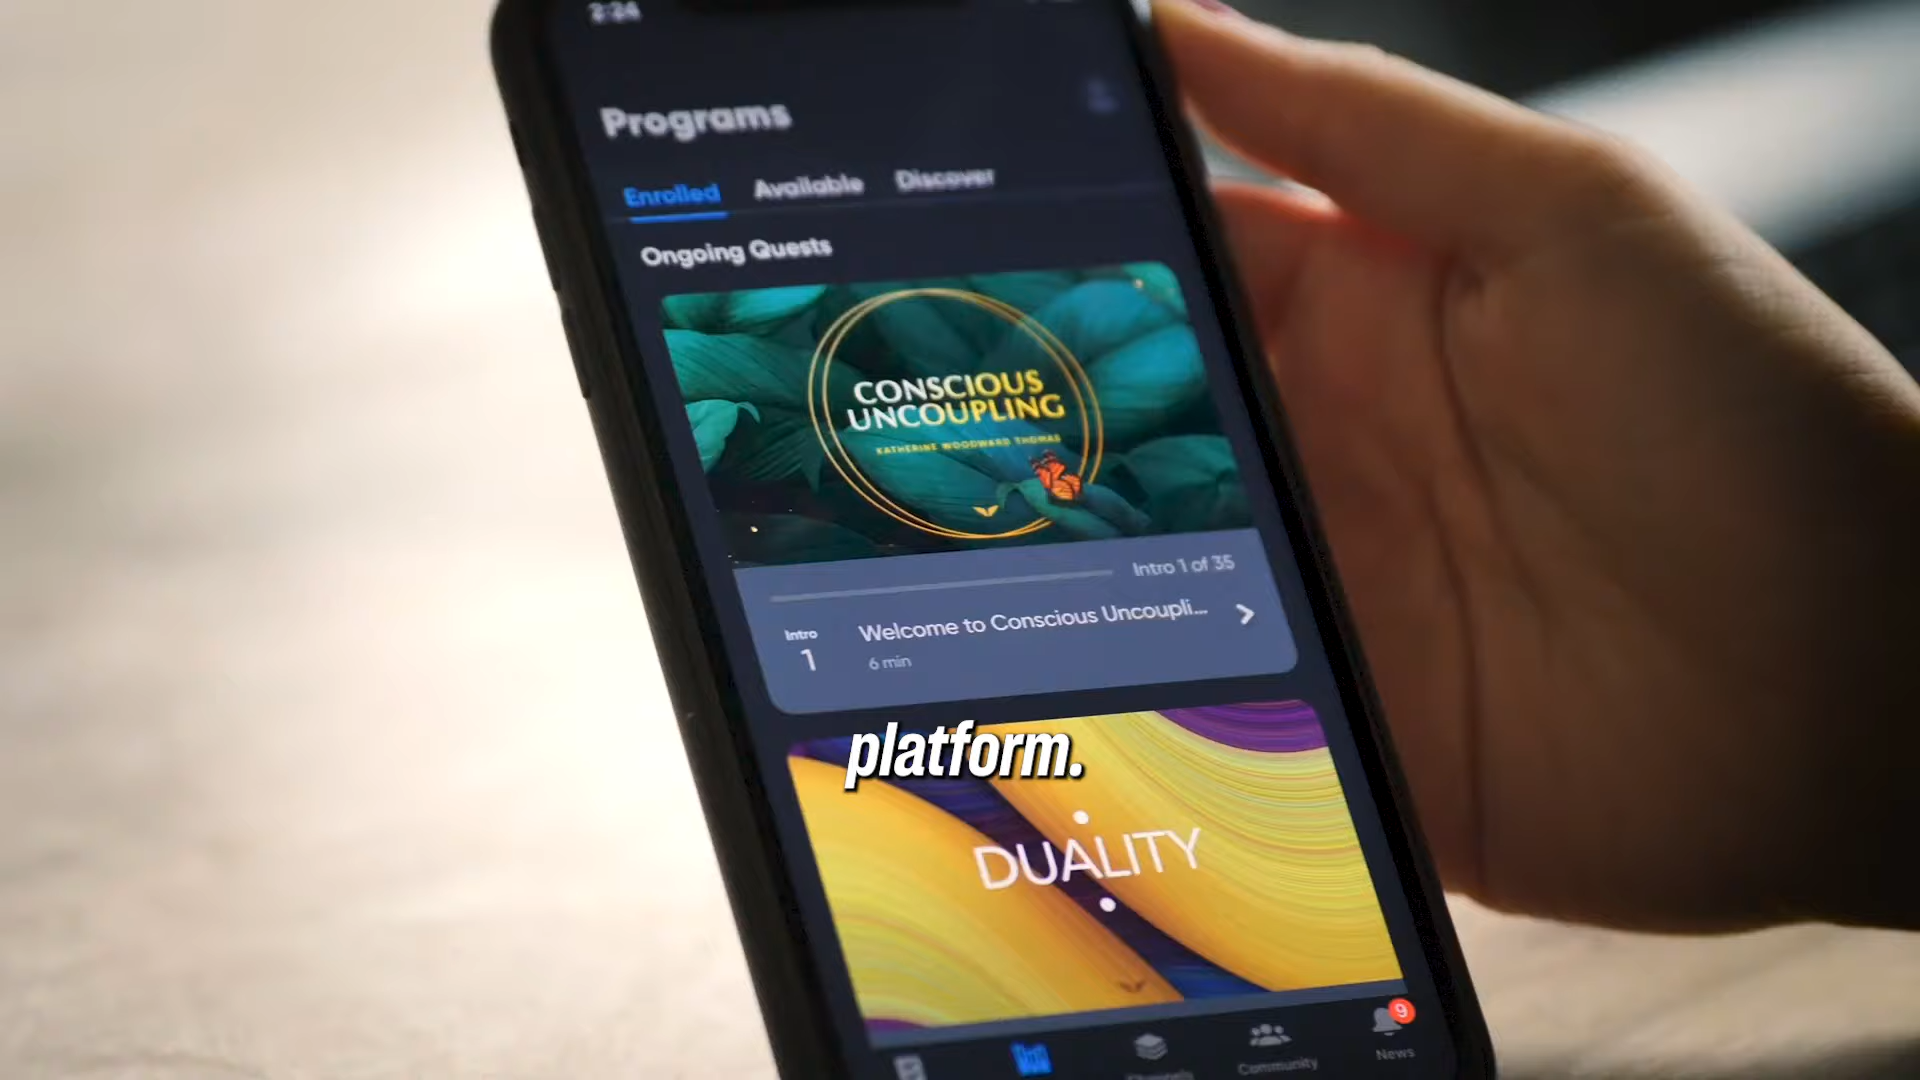 2:24
Programs
Enrolled Available Discover
Ongoing Quests
CONSCIOUS
UNCOUPLING
KATHERINE WOODWARD THOMAS
Intro 1 of 35
Intro
1
Welcome to Conscious Uncoupli...
6 min
platform.
DUALITY
9
Channels
Community
News